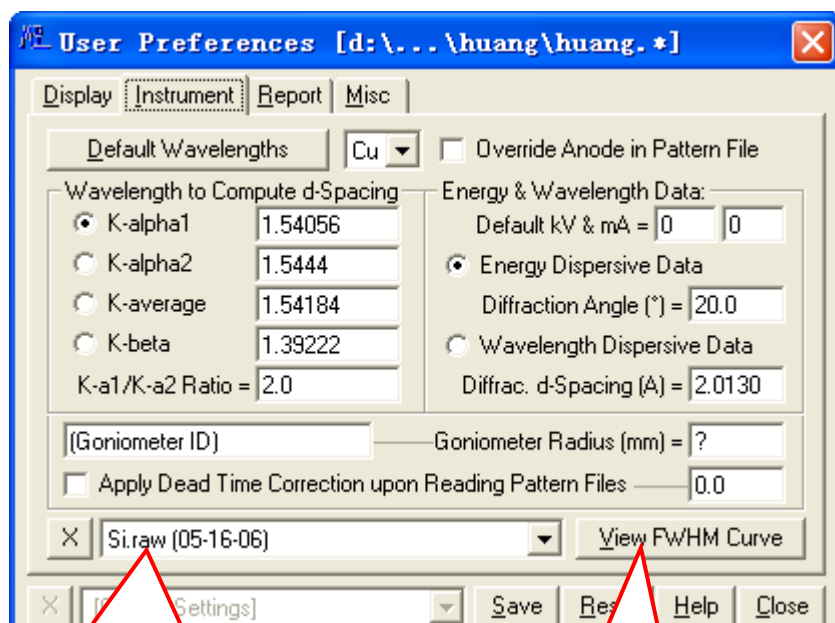 User Preferences [d:\...\huang\huang.*]
Display Instrument Report Misc
Default Wavelengths Cu Override Anode in Pattern File
Wavelength to Compute d-Spacing Energy & Wavelength Data:
K-alpha1 1.54056 Default kV & mA = 0 0
K-alpha2 1.5444 Energy Dispersive Data
K-average 1.54184 Diffraction Angle (*) = 20.0
K-beta 1.39222 Wavelength Dispersive Data
K-a1/K-a2 Ratio = 2.0 Diffrac. d-Spacing (A) = 2.0130
(Goniometer ID) Goniometer Radius (mm) = ?
Apply Dead Time Correction upon Reading Pattern Files 0.0
X Si.raw (05-16-06) View FWHM Curve
X Settings] Save Help Close